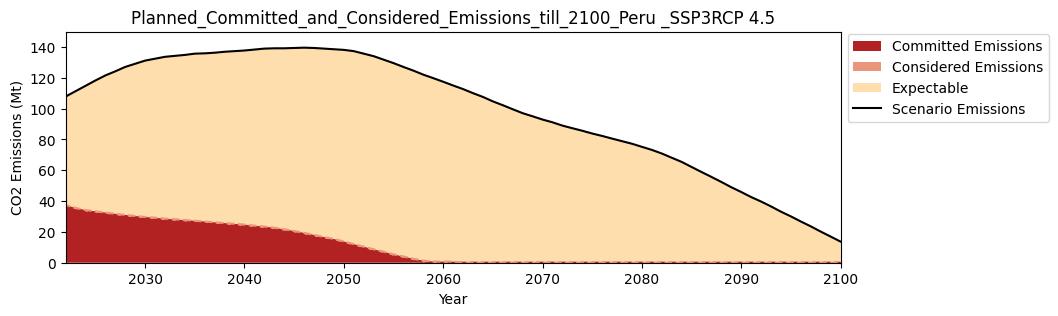 Planned_Committed_and_Considered_Emissions_till_2100_Peru _SSP3RCP 4.5
Committed Emissions
Considered Emissions
Expectable
Scenario Emissions
CO2 Emissions (Mt)
140
120
100
80
60
40
20
0
2030
2040
2050
2060
2070
2080
2090
2100
Year